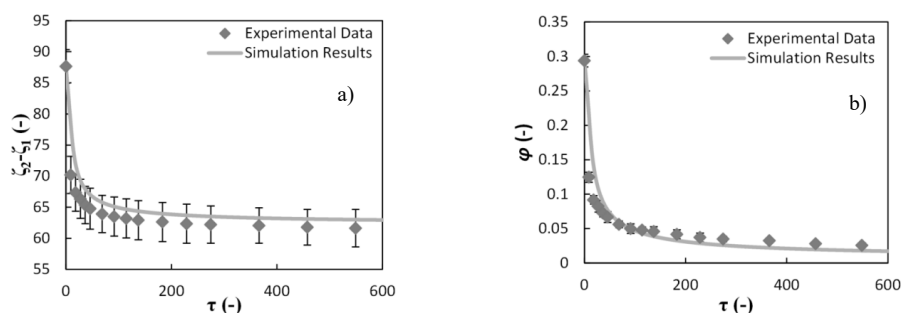 95
90
85
80
75
70
65
60
55
ζ₂-ζ₁ (-)
Experimental Data
Simulation Results
a)
0 200 400 600
τ (-)
0.35
0.3
0.25
0.2
0.15
0.1
0.05
0
φ (-)
Experimental Data
Simulation Results
b)
0 200 400 600
τ (-)